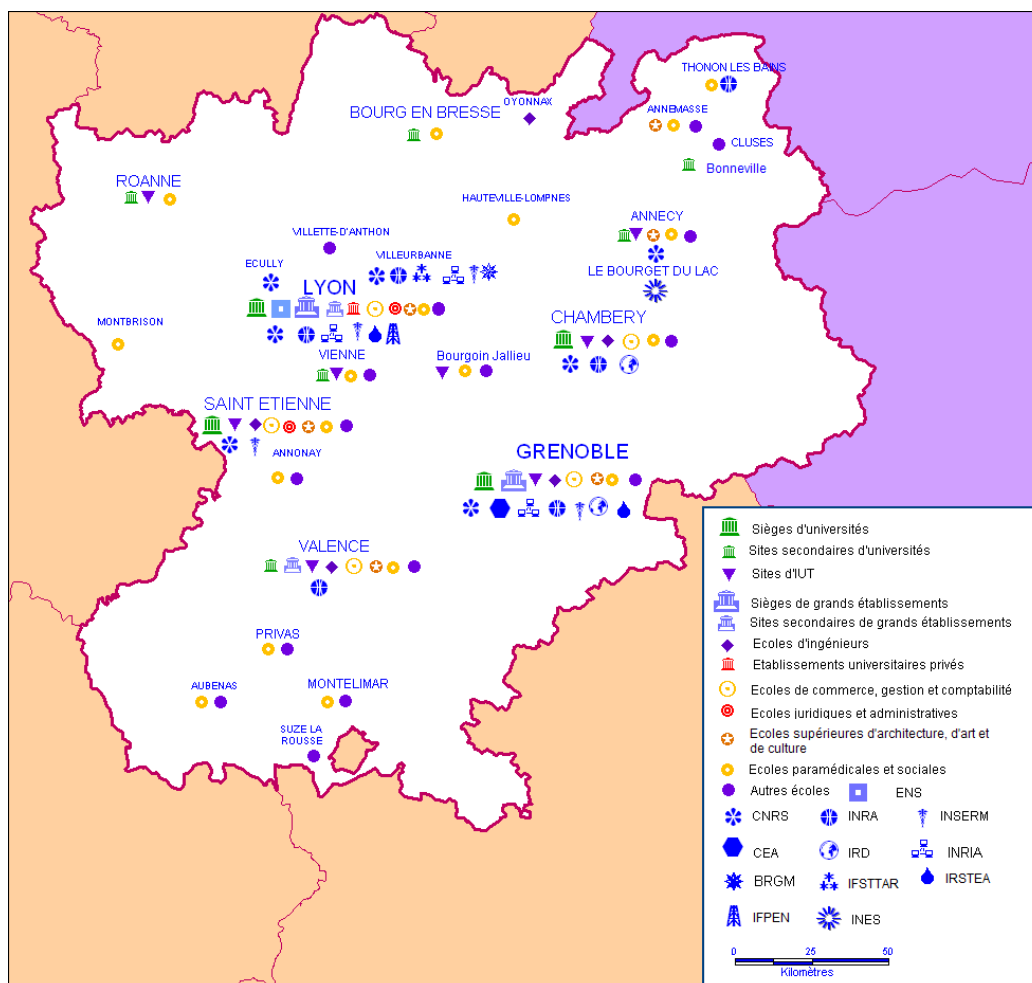 THONON LES BAINS
OYONNAX
BOURG EN BRESSE
ANNEMASSE
CLUSES
Bonneville
ROANNE
HAUTEVILLE-LOMPNES
ANNECY
VILLETTE-D'ANTHON
VILLEURBANNE
ECULLY
LE BOURGET DU LAC
LYON
MONTBRISON
CHAMBERY
VIENNE
Bourgoin Jallieu
SAINT ETIENNE
GRENOBLE
ANNONAY
VALENCE
PRIVAS
AUBENAS
MONTELIMAR
SUZE LA
ROUSSE
Sièges d'universités
Sites secondaires d'universités
Sites d'IUT
Sièges de grands établissements
Sites secondaires de grands établissements
Ecoles d'ingénieurs
Etablissements universitaires privés
Ecoles de commerce, gestion et comptabilité
Ecoles juridiques et administratives
Ecoles supérieures d'architecture, d'art et
de culture
Ecoles paramédicales et sociales
Autres écoles ENS
CNRS INRA INSERM
CEA IRD INRIA
BRGM IFSTTAR IRSTEA
IFPEN INES
0 25 50
Kilomètres